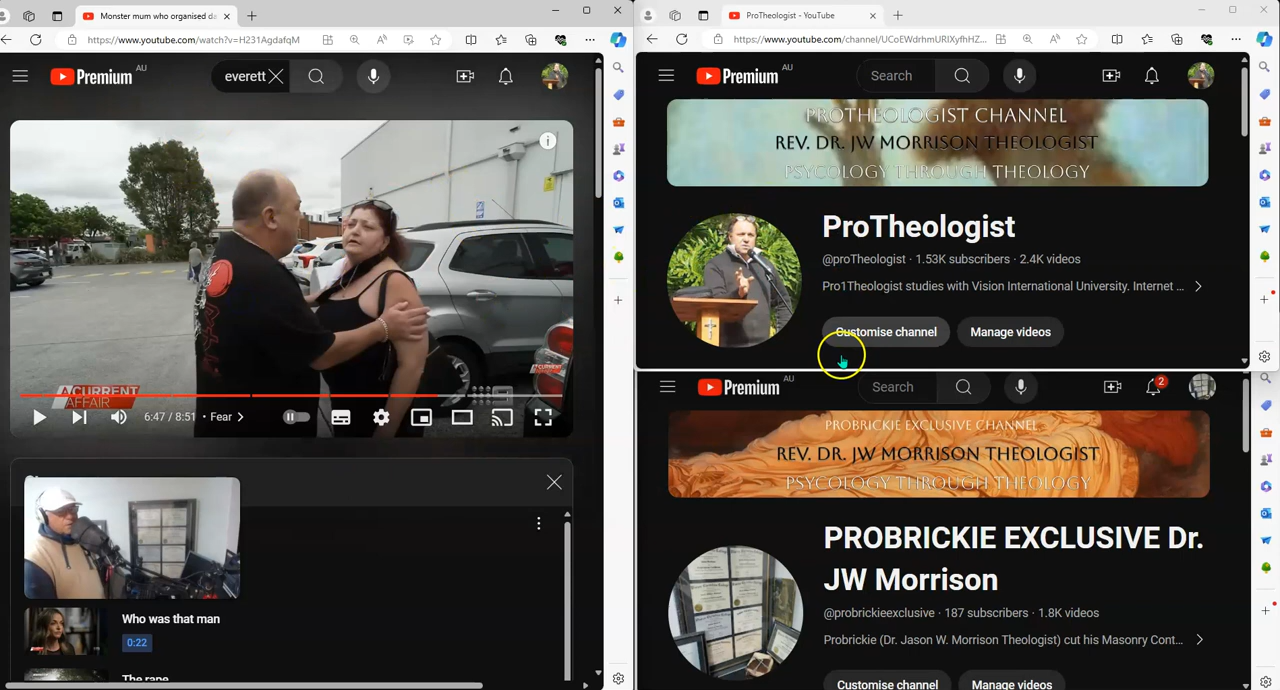 Monster mum who organised da
https://www.youtube.com/watch?v=H231AgdafqM
Premium AU
everett
A CURRENT
AFFAIR
6:47 / 8:51 • Fear
Who was that man
0:22
The rape
ProTheologist - YouTube
https://www.youtube.com/channel/UCoEWdrhmURIXyfhHZ...
Premium AU
Search
PROTHEOLOGIST CHANNEL
REV. DR. JW MORRISON THEOLOGIST
PSYCOLOGY THROUGH THEOLOGY
ProTheologist
@proTheologist · 1.53K subscribers · 2.4K videos
Pro1Theologist studies with Vision International University. Internet ...
Customise channel
Manage videos
Premium AU
Search
2
PROBRICKIE EXCLUSIVE CHANNEL
REV. DR. JW MORRISON THEOLOGIST
PSYCOLOGY THROUGH THEOLOGY
PROBRICKIE EXCLUSIVE Dr.
JW Morrison
@probrickieexclusive · 187 subscribers · 1.8K videos
Probrickie (Dr. Jason W. Morrison Theologist) cut his Masonry Cont...
Customise channel
Manage videos